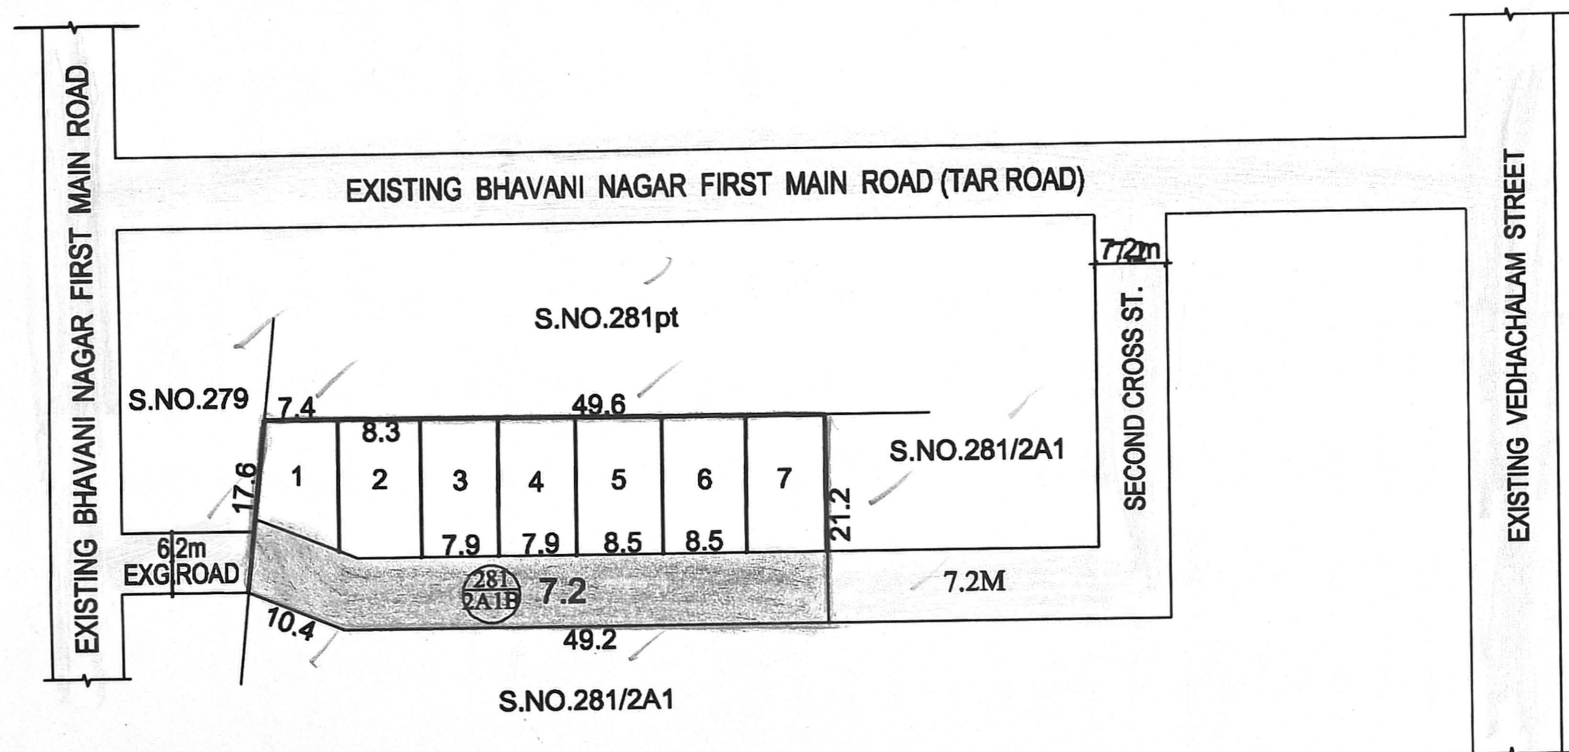 EXISTING BHAVANI NAGAR FIRST MAIN ROAD
EXISTING BHAVANI NAGAR FIRST MAIN ROAD (TAR ROAD)
EXISTING VEDHACHALAM STREET
SECOND CROSS ST.
S.NO.281pt
S.NO.279
7.4
49.6
8.3
S.NO.281/2A1
17.6
1
2
3
4
5
6
7
21.2
7.9
7.9
8.5
8.5
6.2m
EXG.ROAD
281
2A1B
7.2
7.2M
10.4
49.2
S.NO.281/2A1